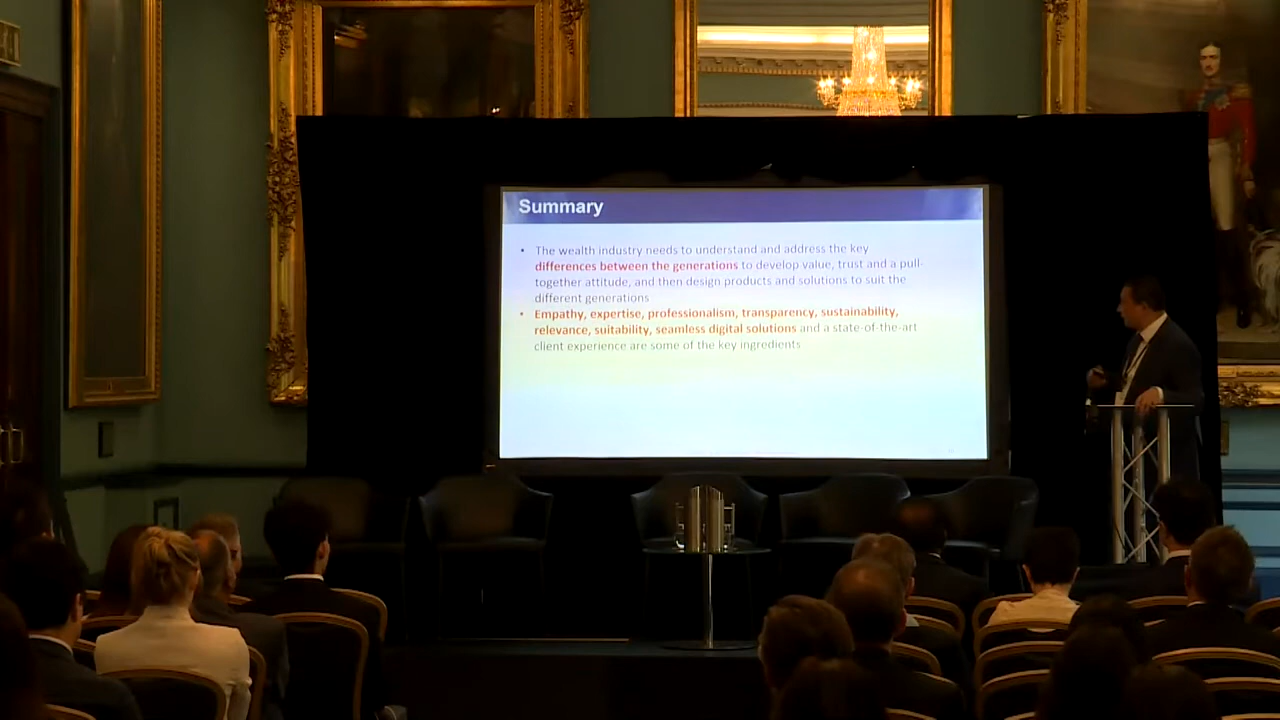 Summary
• The wealth industry needs to understand and address the key
differences between the generations to develop value, trust and a pull-
together attitude, and then design products and solutions to suit the
different generations
• Empathy, expertise, professionalism, transparency, sustainability,
relevance, suitability, seamless digital solutions and a state-of-the-art
client experience are some of the key ingredients